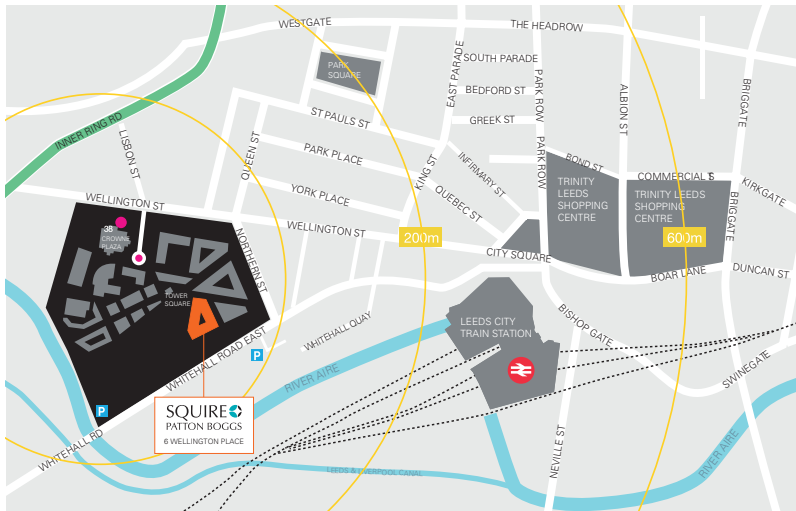 WESTGATE
THE HEADROW
SOUTH PARADE
PARK
SQUARE
EAST PARADE
PARK ROW
BEDFORD ST
ALBION ST
BRIGGATE
ST PAULS ST
GREEK ST
INNER RING RD
LISBON ST
QUEEN ST
PARK PLACE
KING ST
INFIRMARY ST
PARK ROW
BOND ST
COMMERCIAL S
KIRKGATE
YORK PLACE
QUEBEC ST
TRINITY
LEEDS
SHOPPING
CENTRE
TRINITY LEEDS
SHOPPING
CENTRE
BRIGGATE
WELLINGTON ST
WELLINGTON ST
38
CROWNE
PLAZA
NORTHERN ST
200m
600m
CITY SQUARE
BOAR LANE
DUNCAN ST
TOWER
SQUARE
WHITEHALL QUAY
LEEDS CITY
TRAIN STATION
BISHOP GATE
WHITEHALL ROAD EAST
P
RIVER AIRE
SWINEGATE
P
SQUIRE
PATTON BOGGS
6 WELLINGTON PLACE
WHITEHALL RD
NEVILLE ST
RIVER AIRE
LEEDS & LIVERPOOL CANAL